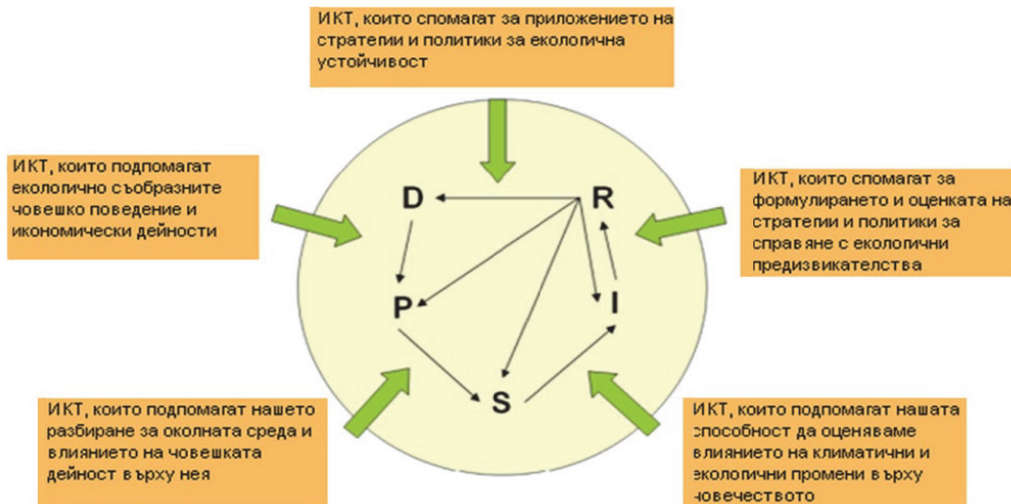 ИКТ, които спомагат за приложението на
стратегии и политики за екологична
устойчивост
ИКТ, които подпомагат
екологично съобразните
човешко поведение и
икономически дейности
D
R
ИКТ, които спомагат за
формулирането и оценката на
стратегии и политики за
справяне с екологични
предизвикателства
P
I
S
ИКТ, които подпомагат нашето
разбиране за околната среда и
влиянието на човешката
дейност върху нея
ИКТ, които подпомагат нашата
способност да оценяваме
влиянието на климатични и
екологични промени върху
човечеството